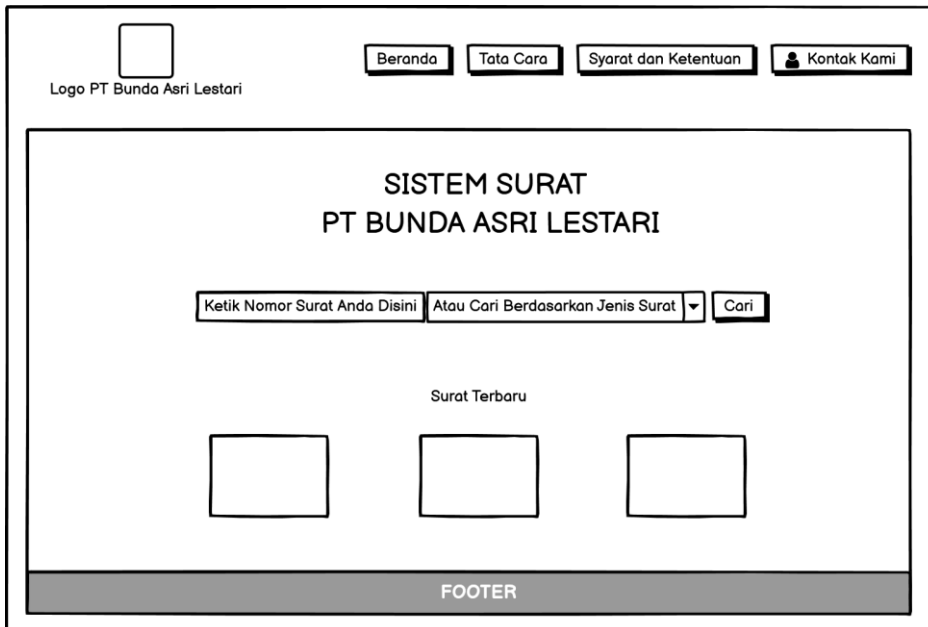 Beranda
Tata Cara
Syarat dan Ketentuan
Kontak Kami
Logo PT Bunda Asri Lestari
SISTEM SURAT
PT BUNDA ASRI LESTARI
Ketik Nomor Surat Anda Disini
Atau Cari Berdasarkan Jenis Surat
Cari
Surat Terbaru
FOOTER